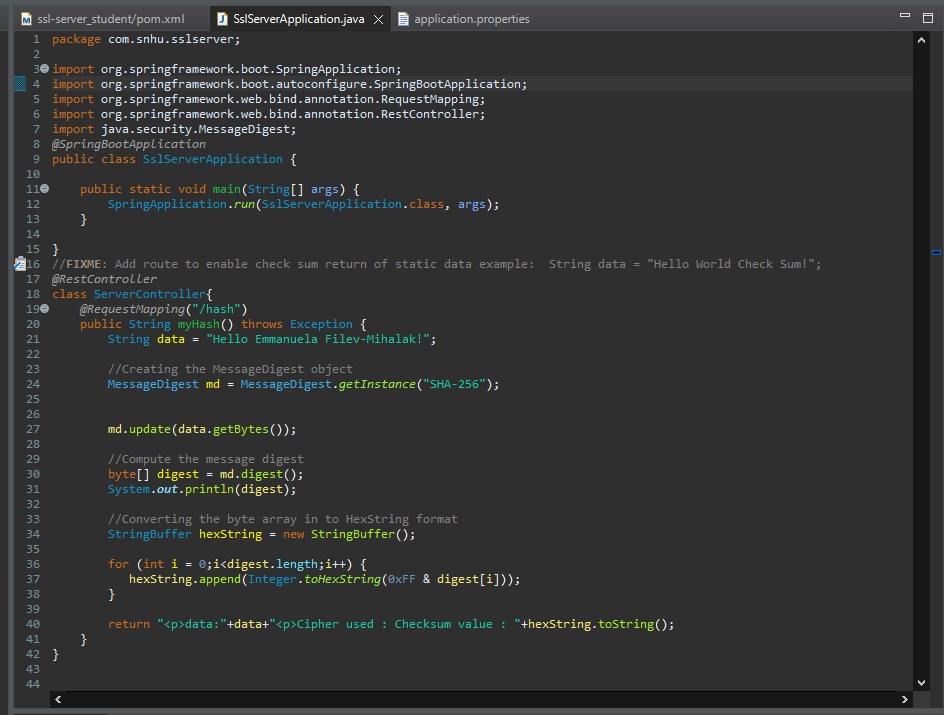 ssl-server_student/pom.xml SslServerApplication.java application.properties
1 package com.snhu.sslserver;
2
3 import org.springframework.boot.SpringApplication;
4 import org.springframework.boot.autoconfigure.SpringBootApplication;
5 import org.springframework.web.bind.annotation.RequestMapping;
6 import org.springframework.web.bind.annotation.RestController;
7 import java.security.MessageDigest;
8 @SpringBootApplication
9 public class SslServerApplication {
10
11 public static void main(String[] args) {
12 SpringApplication.run(SslServerApplication.class, args);
13 }
14
15 }
16 //FIXME: Add route to enable check sum return of static data example:  String data = "Hello World Check Sum!";
17 @RestController
18 class ServerController{
19 @RequestMapping("/hash")
20 public String myHash() throws Exception {
21 String data = "Hello Emmanuela Filev-Mihalak!";
22
23 //Creating the MessageDigest object
24 MessageDigest md = MessageDigest.getInstance("SHA-256");
25
26
27 md.update(data.getBytes());
28
29 //Compute the message digest
30 byte[] digest = md.digest();
31 System.out.println(digest);
32
33 //Converting the byte array in to HexString format
34 StringBuffer hexString = new StringBuffer();
35
36 for (int i = 0;i<digest.length;i++) {
37 hexString.append(Integer.toHexString(0xFF & digest[i]));
38 }
39
40 return "<p>data:"+data+"<p>Cipher used : Checksum value : "+hexString.toString();
41 }
42 }
43
44